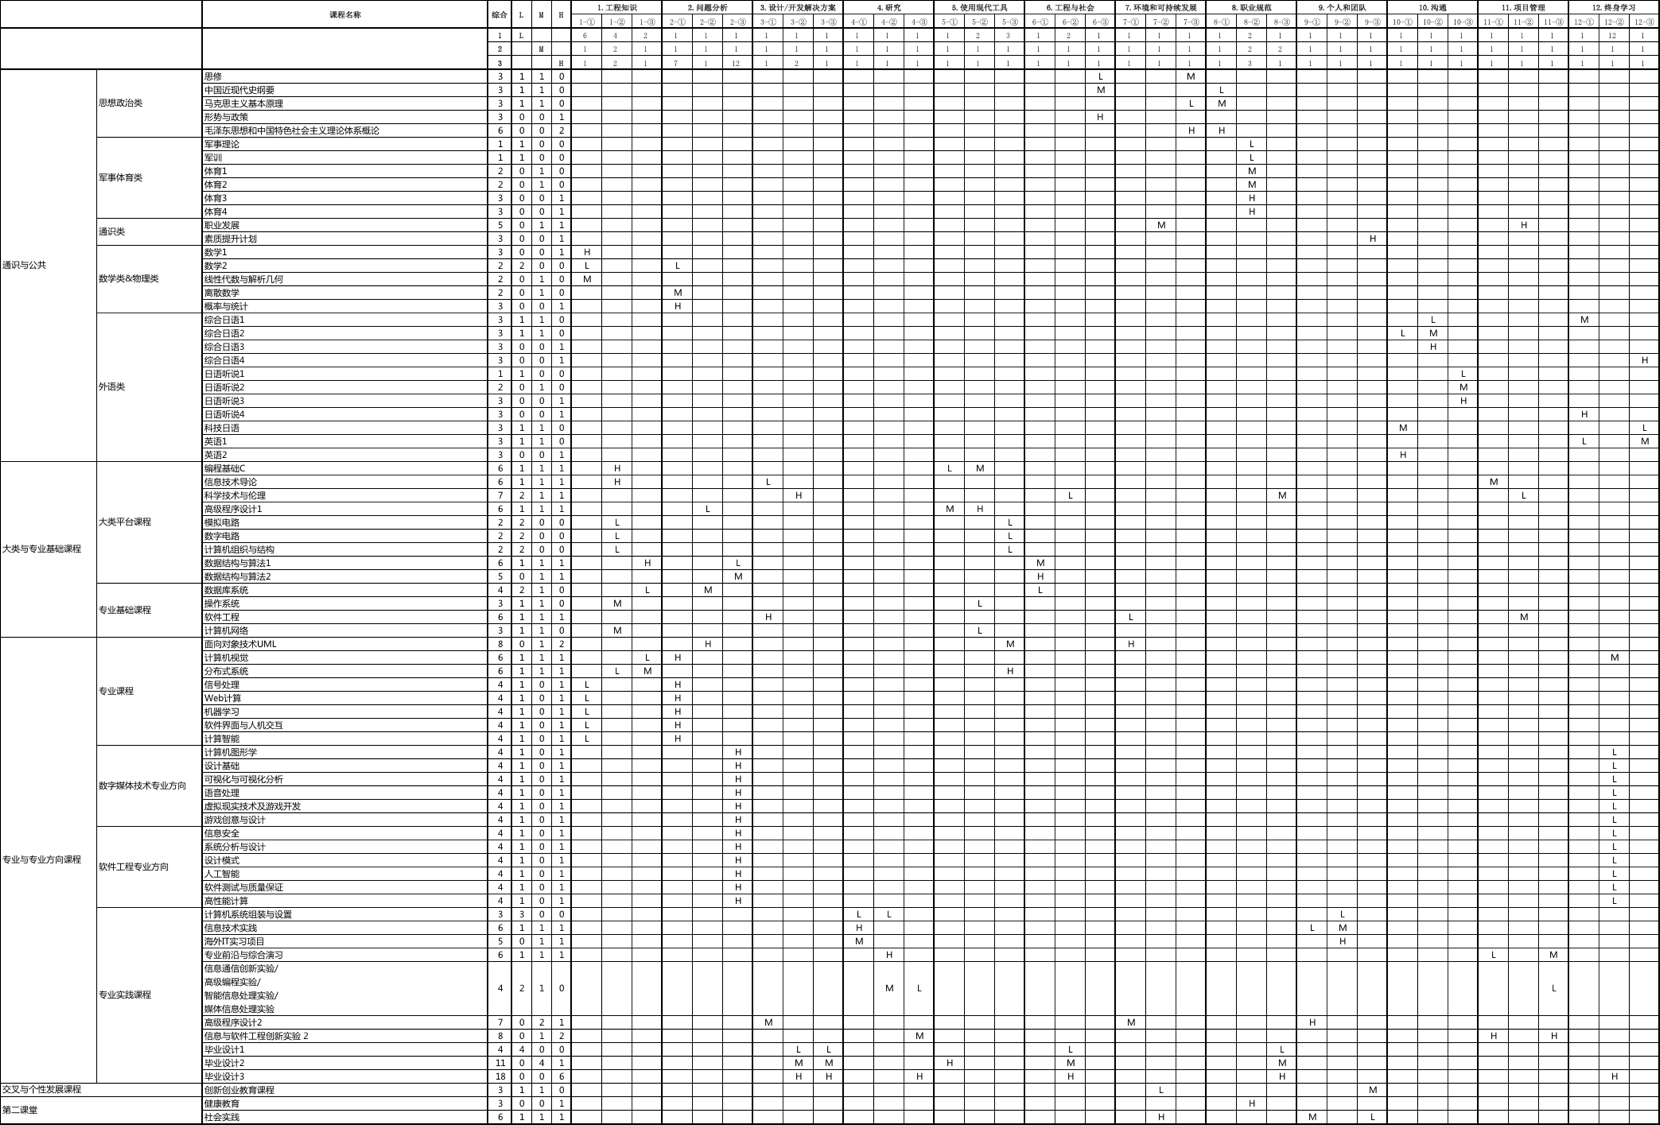 课程名称 综合 L M H 1. 工程知识 2. 问题分析 3. 设计/开发解决方案 4. 研究 5. 使用现代工具 6. 工程与社会 7. 环境和可持续发展 8. 职业规范 9. 个人和团队 10. 沟通 11. 项目管理 12. 终身学习
1-① 1-② 1-③ 2-① 2-② 2-③ 3-① 3-② 3-③ 4-① 4-② 4-③ 5-① 5-② 5-③ 6-① 6-② 6-③ 7-① 7-② 7-③ 8-① 8-② 8-③ 9-① 9-② 9-③ 10-① 10-② 10-③ 11-① 11-② 11-③ 12-① 12-② 12-③
1 L 6 4 2 1 1 1 1 1 1 1 1 1 1 2 3 1 2 1 1 1 1 1 2 1 1 1 1 1 1 1 1 1 1 1 12 1
2 M 1 2 1 1 1 1 1 1 1 1 1 1 1 1 1 1 1 1 1 1 1 1 2 2 1 1 1 1 1 1 1 1 1 1 1 1
3 H 1 2 1 7 1 12 1 2 1 1 1 1 1 1 1 1 1 1 1 1 1 1 3 1 1 1 1 1 1 1 1 1 1 1 1 1
通识与公共
思想政治类
思修 3 1 1 0 L M
中国近现代史纲要 3 1 1 0 M L
马克思主义基本原理 3 1 1 0 L M
形势与政策 3 0 0 1 H
毛泽东思想和中国特色社会主义理论体系概论 6 0 0 2 H H
军事体育类
军事理论 1 1 0 0 L
军训 1 1 0 0 L
体育1 2 0 1 0 M
体育2 2 0 1 0 M
体育3 3 0 0 1 H
体育4 3 0 0 1 H
通识类
职业发展 5 0 1 1 M H
素质提升计划 3 0 0 1 H
数学类&物理类
数学1 3 0 0 1 H
数学2 2 2 0 0 L L
线性代数与解析几何 2 0 1 0 M
离散数学 2 0 1 0 M
概率与统计 3 0 0 1 H
外语类
综合日语1 3 1 1 0 L M
综合日语2 3 1 1 0 L M
综合日语3 3 0 0 1 H
综合日语4 3 0 0 1 H
日语听说1 1 1 0 0 L
日语听说2 2 0 1 0 M
日语听说3 3 0 0 1 H
日语听说4 3 0 0 1 H
科技日语 3 1 1 0 M L
英语1 3 1 1 0 L M
英语2 3 0 0 1 H
大类与专业基础课程
大类平台课程
编程基础C 6 1 1 1 H L M
信息技术导论 6 1 1 1 H L M
科学技术与伦理 7 2 1 1 H L M L
高级程序设计1 6 1 1 1 L M H
模拟电路 2 2 0 0 L L
数字电路 2 2 0 0 L L
计算机组织与结构 2 2 0 0 L L
数据结构与算法1 6 1 1 1 H L M
数据结构与算法2 5 0 1 1 M H
专业基础课程
数据库系统 4 2 1 0 L M L
操作系统 3 1 1 0 M L
软件工程 6 1 1 1 H L M
计算机网络 3 1 1 0 M L
专业与专业方向课程
专业课程
面向对象技术UML 8 0 1 2 H M H
计算机视觉 6 1 1 1 L H M
分布式系统 6 1 1 1 L M H
信号处理 4 1 0 1 L H
Web计算 4 1 0 1 L H
机器学习 4 1 0 1 L H
软件界面与人机交互 4 1 0 1 L H
计算智能 4 1 0 1 L H
数字媒体技术专业方向
计算机图形学 4 1 0 1 H L
设计基础 4 1 0 1 H L
可视化与可视化分析 4 1 0 1 H L
语音处理 4 1 0 1 H L
虚拟现实技术及游戏开发 4 1 0 1 H L
游戏创意与设计 4 1 0 1 H L
软件工程专业方向
信息安全 4 1 0 1 H L
系统分析与设计 4 1 0 1 H L
设计模式 4 1 0 1 H L
人工智能 4 1 0 1 H L
软件测试与质量保证 4 1 0 1 H L
高性能计算 4 1 0 1 H L
专业实践课程
计算机系统组装与设置 3 3 0 0 L L L
信息技术实践 6 1 1 1 H L M
海外IT实习项目 5 0 1 1 M H
专业前沿与综合演习 6 1 1 1 H L M
信息通信创新实验/
高级编程实验/
智能信息处理实验/
媒体信息处理实验
4 2 1 0 M L L
高级程序设计2 7 0 2 1 M M H
信息与软件工程创新实验 2 8 0 1 2 M H H
毕业设计1 4 4 0 0 L L L L
毕业设计2 11 0 4 1 M M H M M
毕业设计3 18 0 0 6 H H H H H H
交叉与个性发展课程
创新创业教育课程 3 1 1 0 L M
第二课堂
健康教育 3 0 0 1 H
社会实践 6 1 1 1 H M L